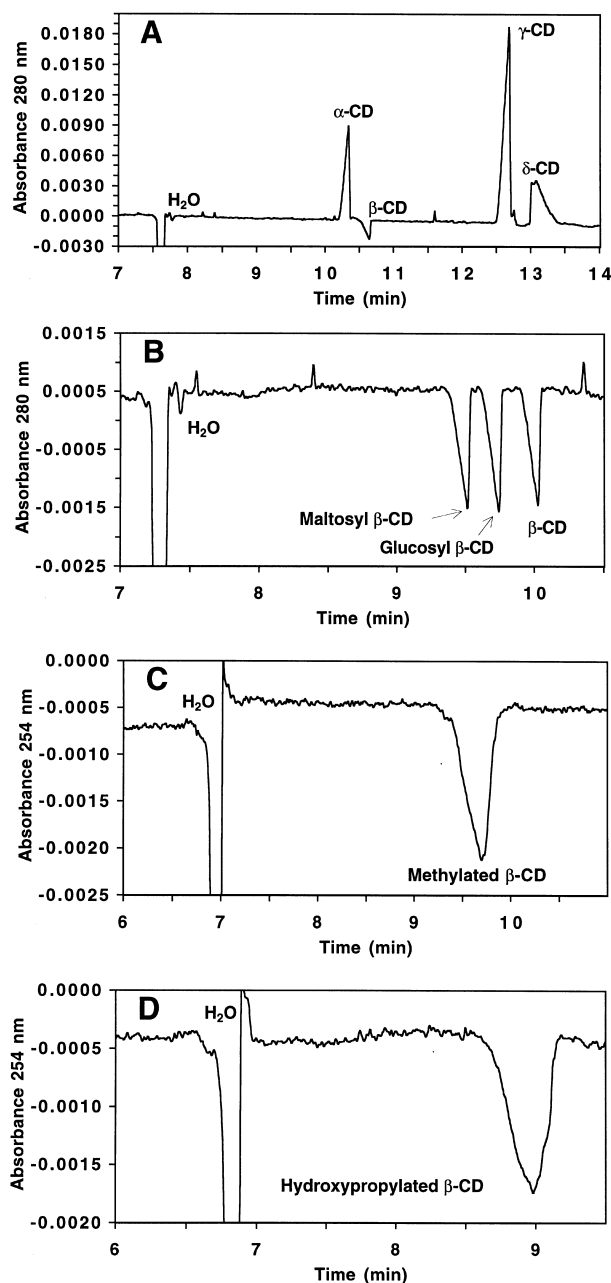 A
Absorbance 280 nm
0.0180
0.0150
0.0120
0.0090
0.0060
0.0030
0.0000
-0.0030
H2O
α-CD
β-CD
γ-CD
δ-CD
7 8 9 10 11 12 13 14
Time (min)
B
Absorbance 280 nm
0.0015
0.0005
-0.0005
-0.0015
-0.0025
H2O
Maltosyl β-CD
Glucosyl β-CD
β-CD
7 8 9 10
Time (min)
C
Absorbance 254 nm
0.0000
-0.0005
-0.0010
-0.0015
-0.0020
-0.0025
H2O
Methylated β-CD
6 7 8 9 10
Time (min)
D
Absorbance 254 nm
0.0000
-0.0005
-0.0010
-0.0015
-0.0020
H2O
Hydroxypropylated β-CD
6 7 8 9
Time (min)